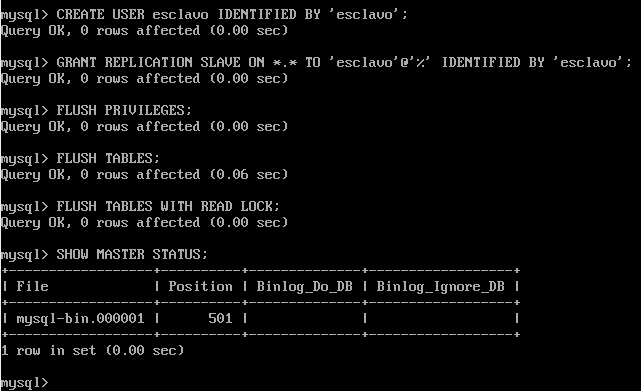 mysql> CREATE USER esclavo IDENTIFIED BY 'esclavo';
Query OK, 0 rows affected (0.00 sec)
mysql> GRANT REPLICATION SLAVE ON *.* TO 'esclavo'@'%' IDENTIFIED BY 'esclavo';
Query OK, 0 rows affected (0.00 sec)
mysql> FLUSH PRIVILEGES;
Query OK, 0 rows affected (0.00 sec)
mysql> FLUSH TABLES;
Query OK, 0 rows affected (0.06 sec)
mysql> FLUSH TABLES WITH READ LOCK;
Query OK, 0 rows affected (0.00 sec)
mysql> SHOW MASTER STATUS;
+------------------+----------+--------------+------------------+
| File             | Position | Binlog_Do_DB | Binlog_Ignore_DB |
+------------------+----------+--------------+------------------+
| mysql-bin.000001 |      501 |              |                  |
+------------------+----------+--------------+------------------+
1 row in set (0.00 sec)
mysql>